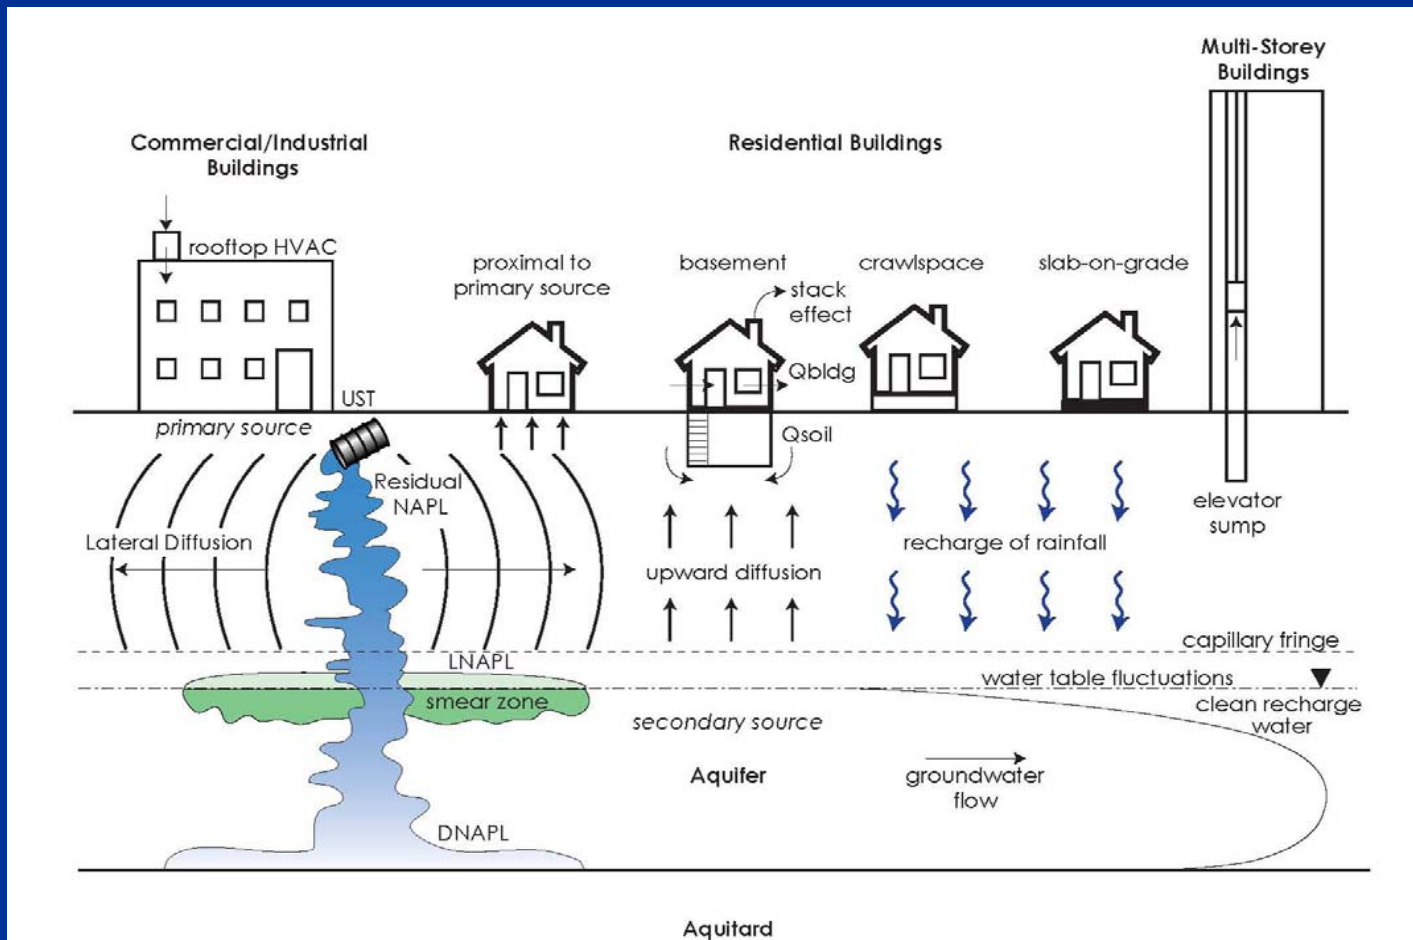 Multi-Storey
Buildings
Commercial/Industrial
Buildings
Residential Buildings
rooftop HVAC
proximal to
primary source
basement
crawlspace
slab-on-grade
stack
effect
Qbldg
UST
primary source
Qsoil
Residual
NAPL
elevator
sump
Lateral Diffusion
recharge of rainfall
upward diffusion
capillary fringe
LNAPL
water table fluctuations
smear zone
clean recharge
water
secondary source
Aquifer
groundwater
flow
DNAPL
Aquitard